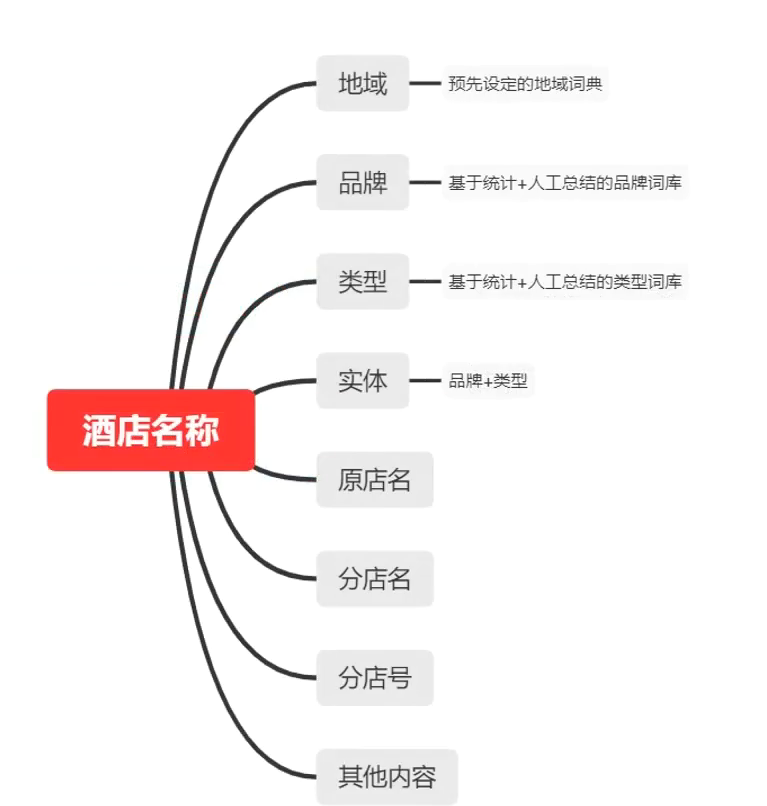 地域
预先设定的地域词典
品牌
基于统计+人工总结的品牌词库
类型
基于统计+人工总结的类型词库
实体
品牌+类型
酒店名称
原店名
分店名
分店号
其他内容